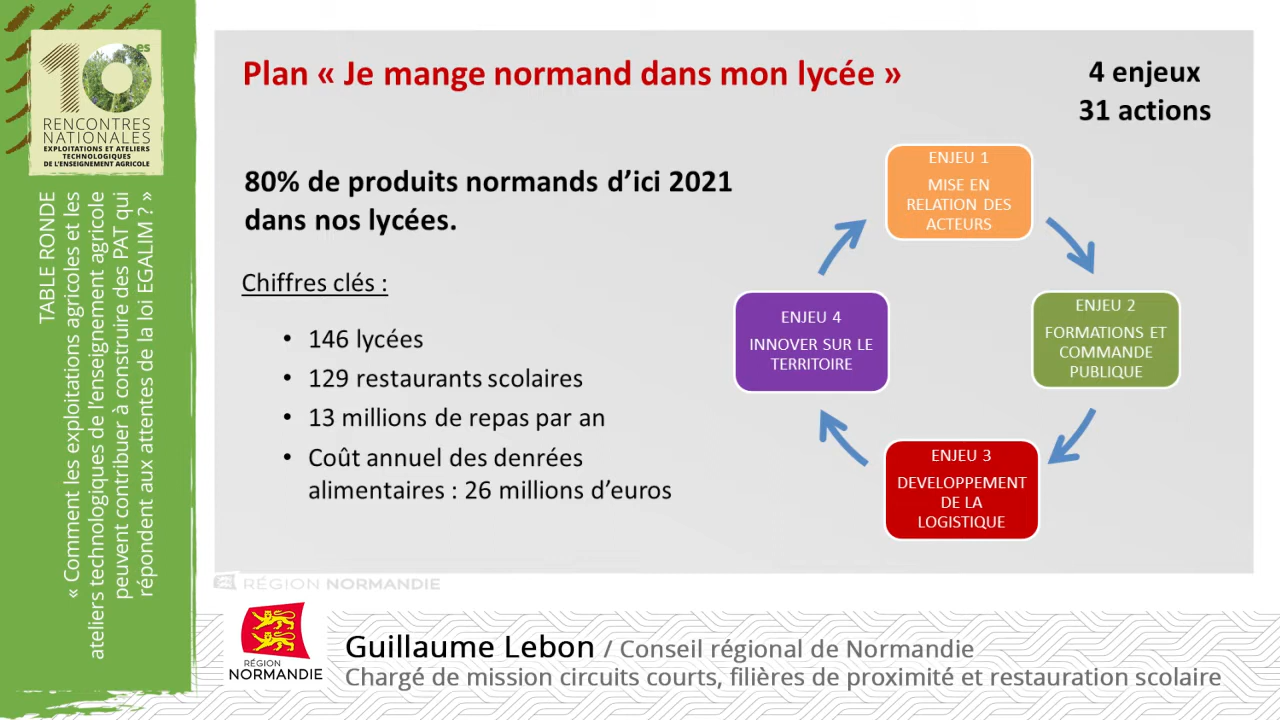 10es
RENCONTRES
NATIONALES
EXPLOITATIONS ET ATELIERS
TECHNOLOGIQUES
DE L'ENSEIGNEMENT AGRICOLE
TABLE RONDE
« Comment les exploitations agricoles et les
ateliers technologiques de l'enseignement agricole
peuvent contribuer à construire des PAT qui
répondent aux attentes de la loi EGALIM ? »
Plan « Je mange normand dans mon lycée »
4 enjeux
31 actions
80% de produits normands d'ici 2021
dans nos lycées.
Chiffres clés :
• 146 lycées
• 129 restaurants scolaires
• 13 millions de repas par an
• Coût annuel des denrées
alimentaires : 26 millions d'euros
ENJEU 1
MISE EN
RELATION DES
ACTEURS
ENJEU 2
FORMATIONS ET
COMMANDE
PUBLIQUE
ENJEU 3
DEVELOPPEMENT
DE LA
LOGISTIQUE
ENJEU 4
INNOVER SUR LE
TERRITOIRE
RÉGION NORMANDIE
RÉGION
NORMANDIE
Guillaume Lebon / Conseil régional de Normandie
Chargé de mission circuits courts, filières de proximité et restauration scolaire